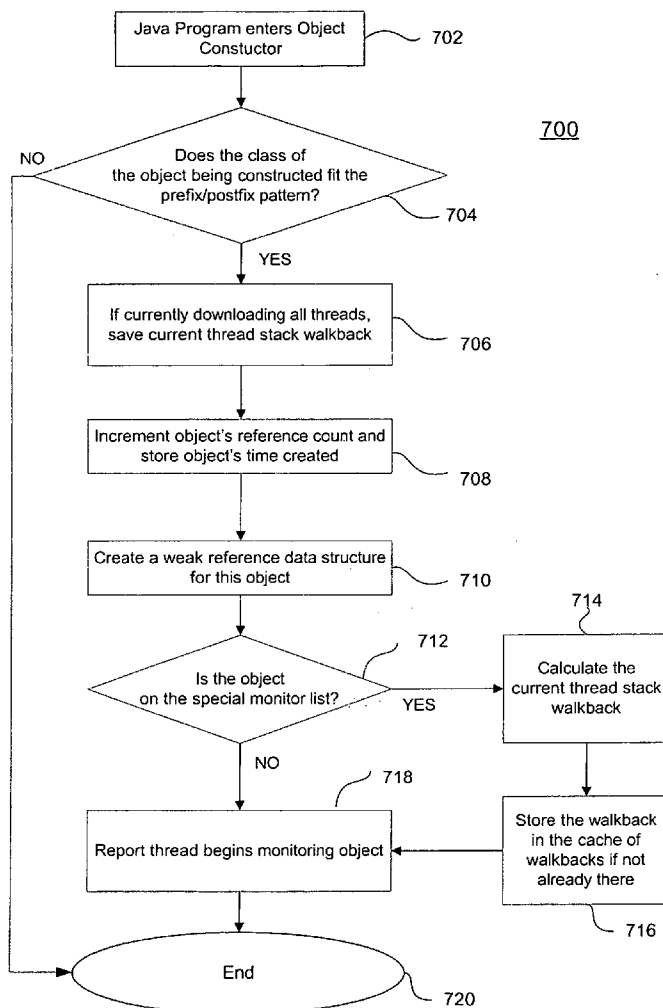 Java Program enters Object
Constuctor
702
700
NO
Does the class of
the object being constructed fit the
prefix/postfix pattern?
704
YES
If currently downloading all threads,
save current thread stack walkback
706
Increment object's reference count and
store object's time created
708
Create a weak reference data structure
for this object
710
712
Is the object
on the special monitor list?
YES
NO
714
Calculate the
current thread stack
walkback
718
Report thread begins monitoring object
Store the walkback
in the cache of
walkbacks if not
already there
716
End
720